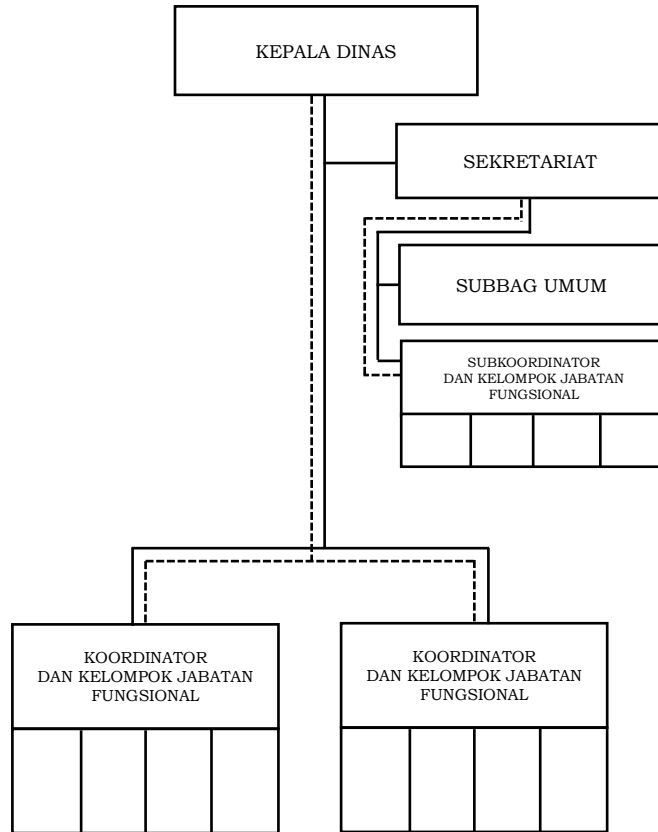 KEPALA DINAS
SEKRETARIAT
SUBBAG UMUM
SUBKOORDINATOR
DAN KELOMPOK JABATAN
FUNGSIONAL
KOORDINATOR
DAN KELOMPOK JABATAN
FUNGSIONAL
KOORDINATOR
DAN KELOMPOK JABATAN
FUNGSIONAL